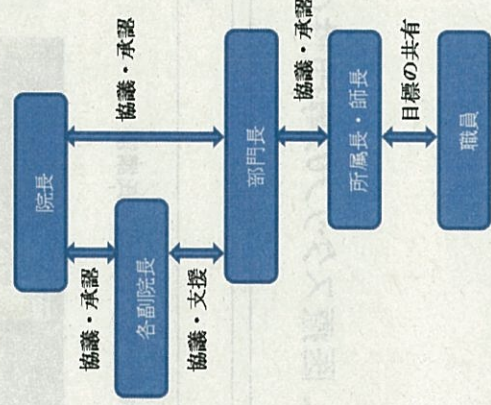 院長
協議・承認
協議・承認
各副院長
協議・支援
部門長
協議・承認
所属長・師長
目標の共有
職員